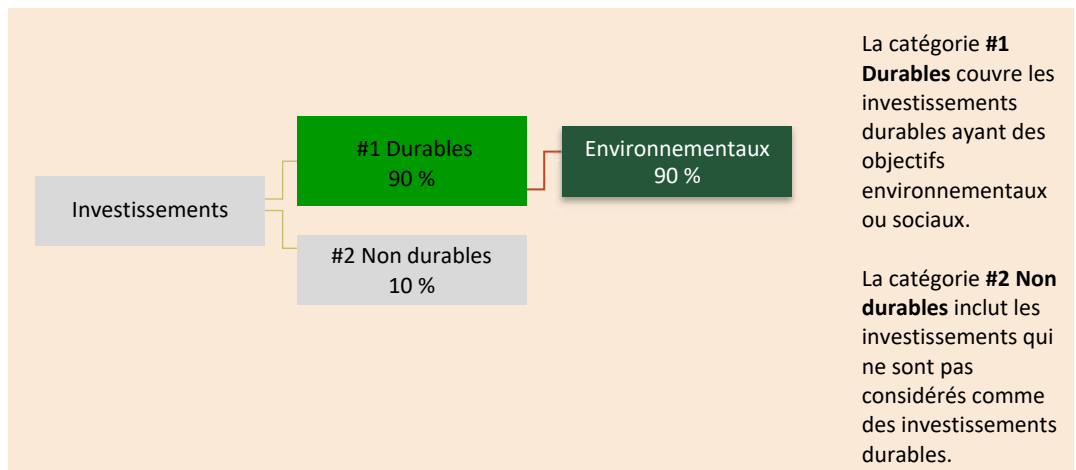 Investissements
#1 Durables
90 %
Environnementaux
90 %
#2 Non durables
10 %
La catégorie #1
Durables couvre les
investissements
durables ayant des
objectifs
environnementaux
ou sociaux.
La catégorie #2 Non
durables inclut les
investissements qui
ne sont pas
considérés comme
des investissements
durables.